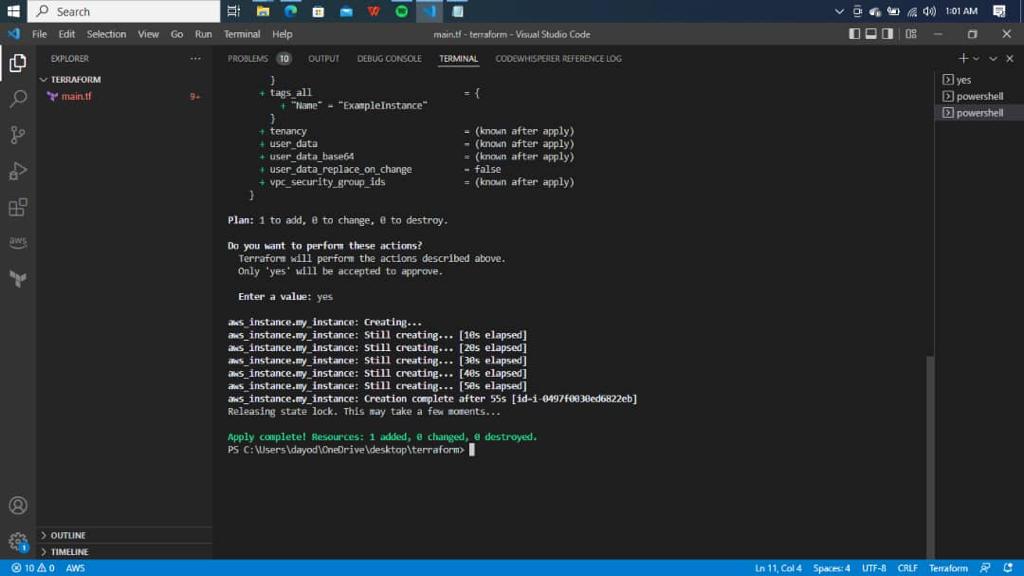 Search
1:01 AM
File Edit Selection View Go Run Terminal Help
main.tf - terraform - Visual Studio Code
EXPLORER
TERRAFORM
main.tf 9+
aws
1
OUTLINE
TIMELINE
PROBLEMS 10 OUTPUT DEBUG CONSOLE TERMINAL CODEWHISPERER REFERENCE LOG
}
+ tags_all = {
+ "Name" = "ExampleInstance"
}
+ tenancy = (known after apply)
+ user_data = (known after apply)
+ user_data_base64 = (known after apply)
+ user_data_replace_on_change = false
+ vpc_security_group_ids = (known after apply)
}
Plan: 1 to add, 0 to change, 0 to destroy.
Do you want to perform these actions?
Terraform will perform the actions described above.
Only 'yes' will be accepted to approve.
Enter a value: yes
aws_instance.my_instance: Creating...
aws_instance.my_instance: Still creating... [10s elapsed]
aws_instance.my_instance: Still creating... [20s elapsed]
aws_instance.my_instance: Still creating... [30s elapsed]
aws_instance.my_instance: Still creating... [40s elapsed]
aws_instance.my_instance: Still creating... [50s elapsed]
aws_instance.my_instance: Creation complete after 55s [id=i-0497f0030ed6822eb]
Releasing state lock. This may take a few moments...
Apply complete! Resources: 1 added, 0 changed, 0 destroyed.
PS C:\Users\dayod\OneDrive\desktop\terraform>
yes
powershell
powershell
10 0 AWS
Ln 11, Col 4 Spaces: 4 UTF-8 CRLF Terraform